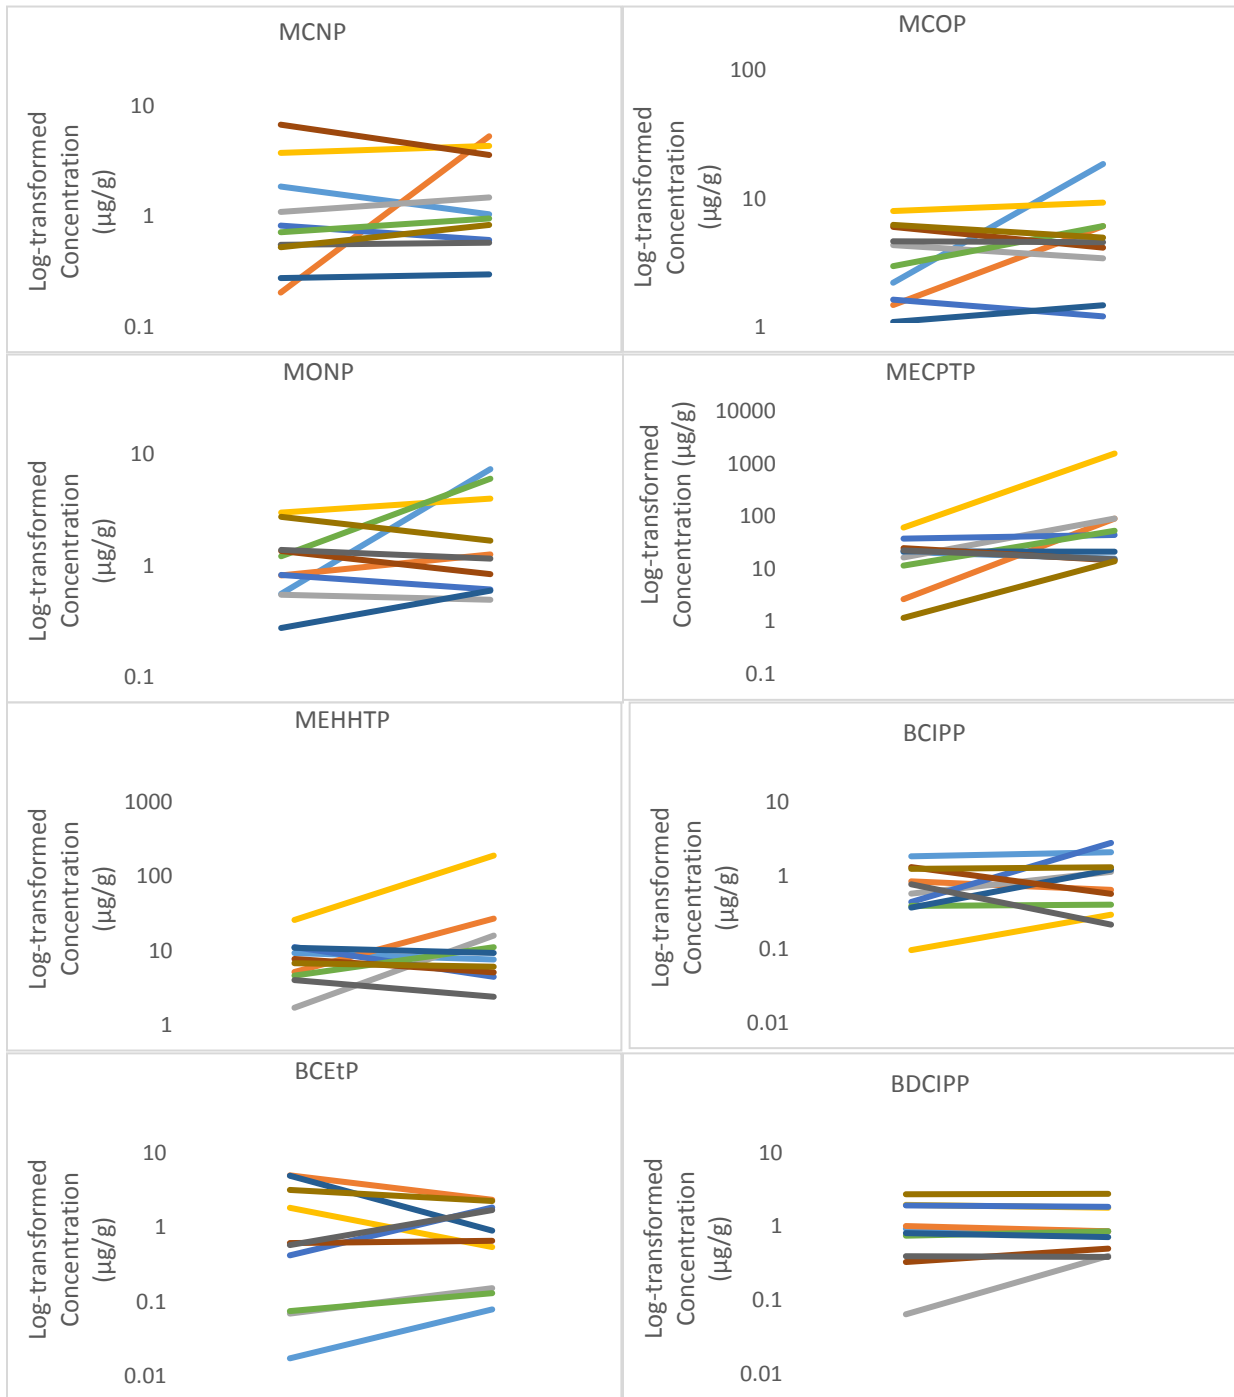 MCNP
Log-transformed
Concentration
(µg/g)
10
1
0.1
MCOP
Log-transformed
Concentration
(µg/g)
100
10
1
MONP
Log-transformed
Concentration
(µg/g)
10
1
0.1
MECPTP
Log-transformed
Concentration (µg/g)
10000
1000
100
10
1
0.1
MEHHTP
Log-transformed
Concentration
(µg/g)
1000
100
10
1
BCIPP
Log-transformed
Concentration
(µg/g)
10
1
0.1
0.01
BCEtP
Log-transformed
Concentration
(µg/g)
10
1
0.1
0.01
BDCIPP
Log-transformed
Concentration
(µg/g)
10
1
0.1
0.01